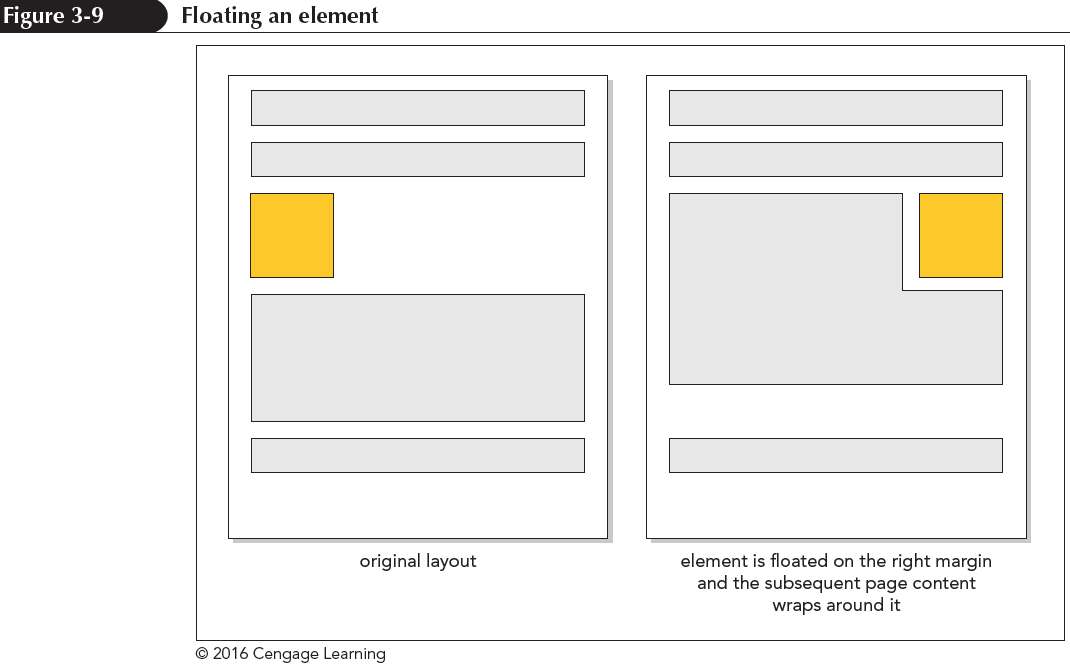 Figure 3-9 Floating an element
original layout
element is floated on the right margin
and the subsequent page content
wraps around it
© 2016 Cengage Learning